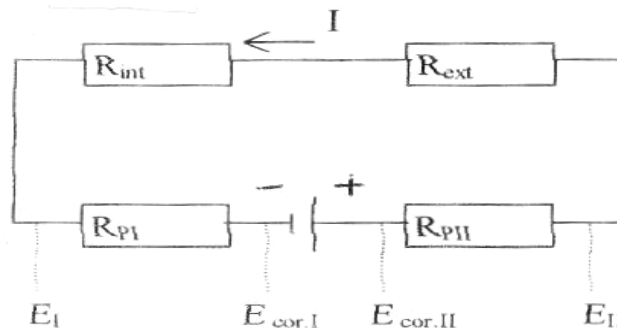 I
R_int R_ext
− +
R_PI R_PII
E_I E_cor.I E_cor.II E_I